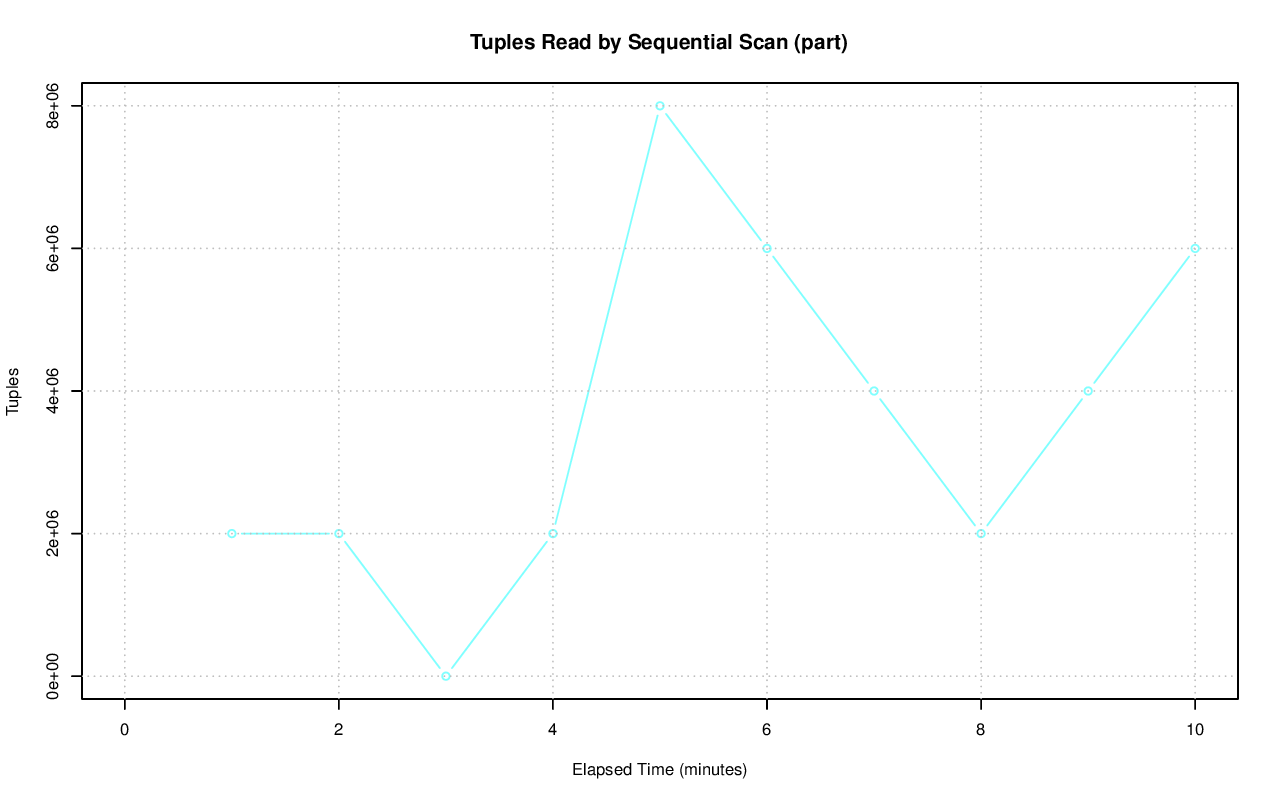 Tuples Read by Sequential Scan (part)
8e+06
6e+06
4e+06
2e+06
0e+00
Tuples
0 2 4 6 8 10
Elapsed Time (minutes)